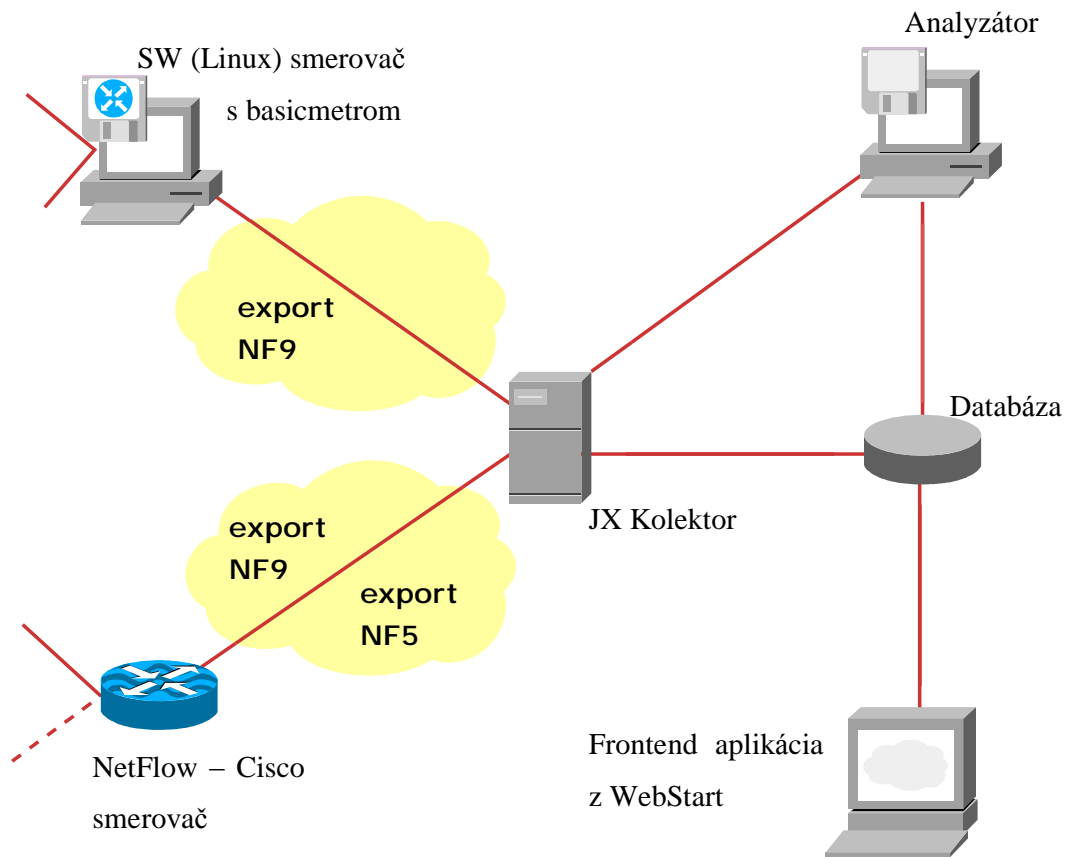 Analyzátor
SW (Linux) smerovač
s basicmetrom
export
NF9
Databáza
JX Kolektor
export
NF9
export
NF5
Frontend aplikácia
z WebStart
NetFlow – Cisco
smerovač